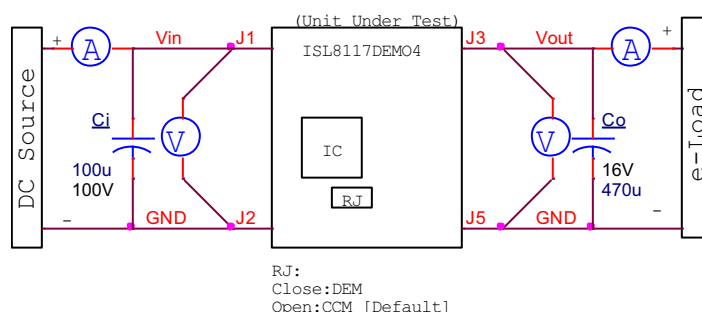 (Unit Under Test)
+ A Vin J1 ISL8117DEMO4 J3 Vout A +
DC Source
Ci
100u
100V
V
IC
RJ
V
Co
16V
470u
e-Load
- GND J2 J5 GND -
RJ:
Close:DEM
Open:CCM [Default]